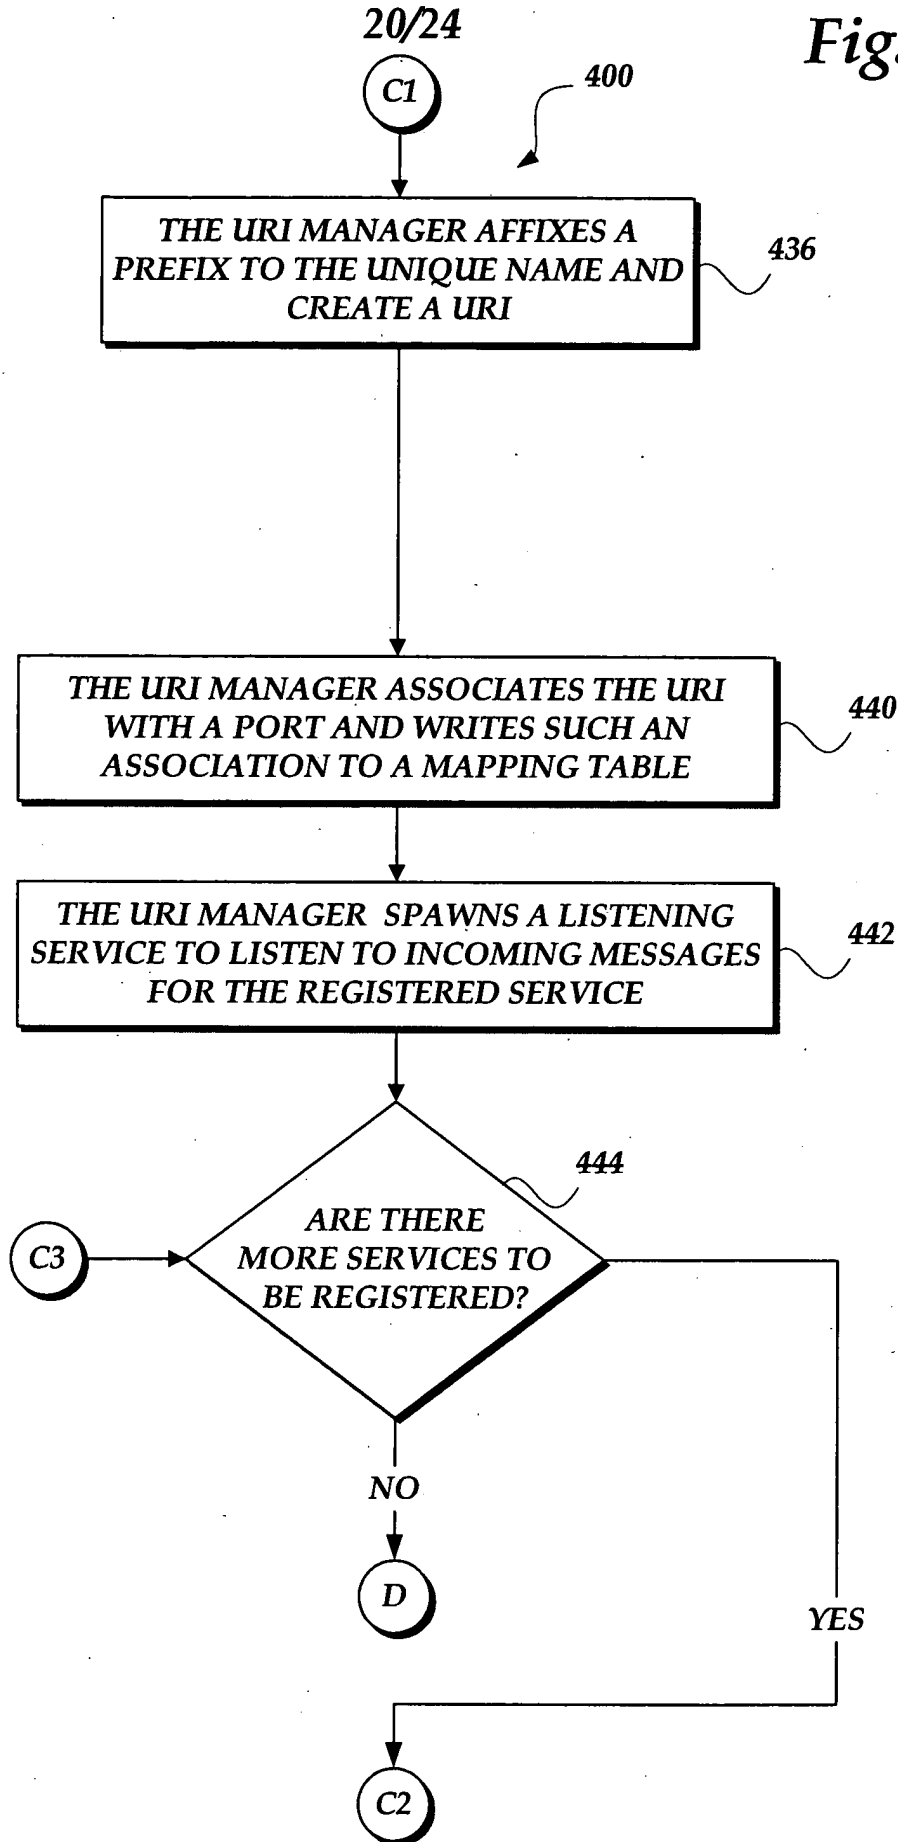 20/24
Fig.
C1
400
THE URI MANAGER AFFIXES A
PREFIX TO THE UNIQUE NAME AND
CREATE A URI
436
THE URI MANAGER ASSOCIATES THE URI
WITH A PORT AND WRITES SUCH AN
ASSOCIATION TO A MAPPING TABLE
440
THE URI MANAGER SPAWNS A LISTENING
SERVICE TO LISTEN TO INCOMING MESSAGES
FOR THE REGISTERED SERVICE
442
444
ARE THERE
MORE SERVICES TO
BE REGISTERED?
C3
NO
D
YES
C2